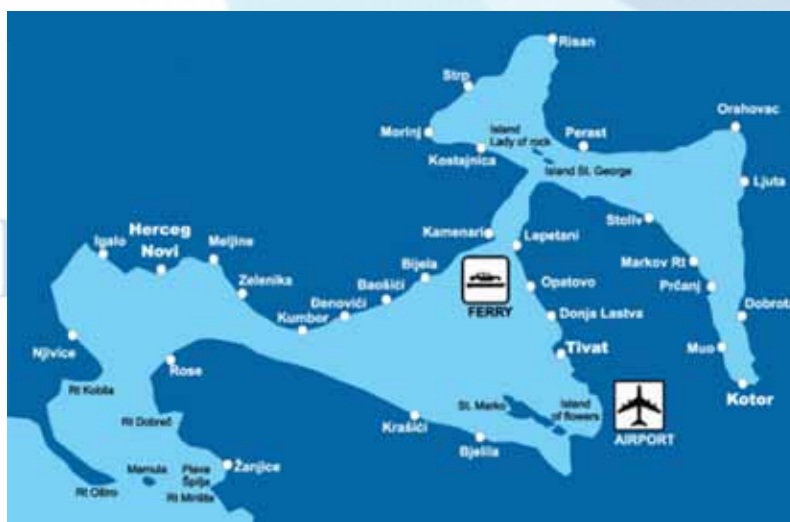 Risan
Strp
Orahovac
Morinj
Island
Lady of rock
Perast
Kostajnica
Island St. George
Ljuta
Stoliv
Herceg
Novi
Igalo
Meljine
Kamenari
Lepetani
Markov Rt
Zelenika
Bijela
Baošići
Opatovo
Prčanj
Đenovići
FERRY
Donja Lastva
Dobrota
Kumbor
Njivice
Rose
Tivat
Muo
Rt Kobila
Kotor
St. Marko
Island
of flowers
Rt Dobreč
Krašići
AIRPORT
Bjelila
Mamula
Plava
Špilja
Žanjice
Rt Oštro
Rt Mirišta